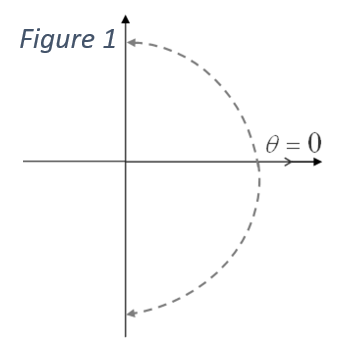 Figure 1
θ = 0